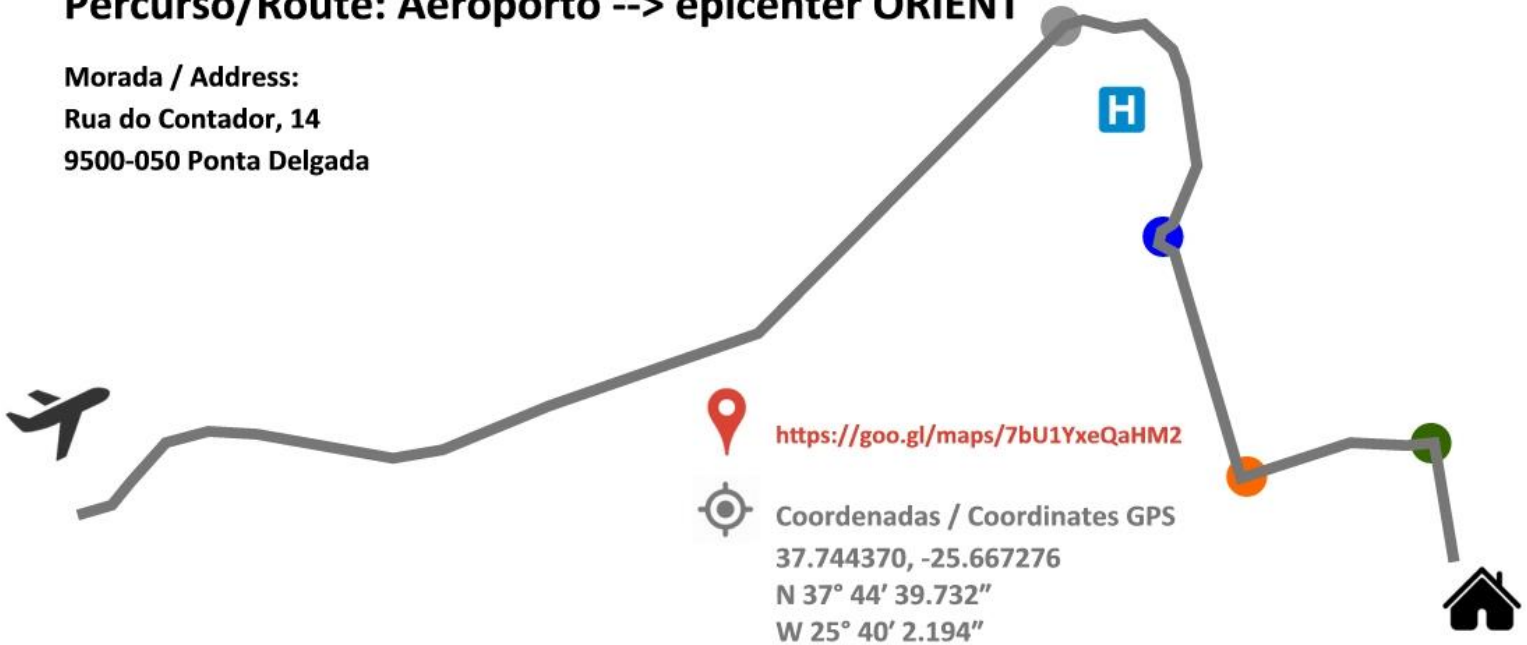 Percurso/Route: Aeroporto --> epicenter ORIENT
Morada / Address:
Rua do Contador, 14
9500-050 Ponta Delgada
H
https://goo.gl/maps/7bU1YxeQaHM2
Coordenadas / Coordinates GPS
37.744370, -25.667276
N 37° 44′ 39.732″
W 25° 40′ 2.194″